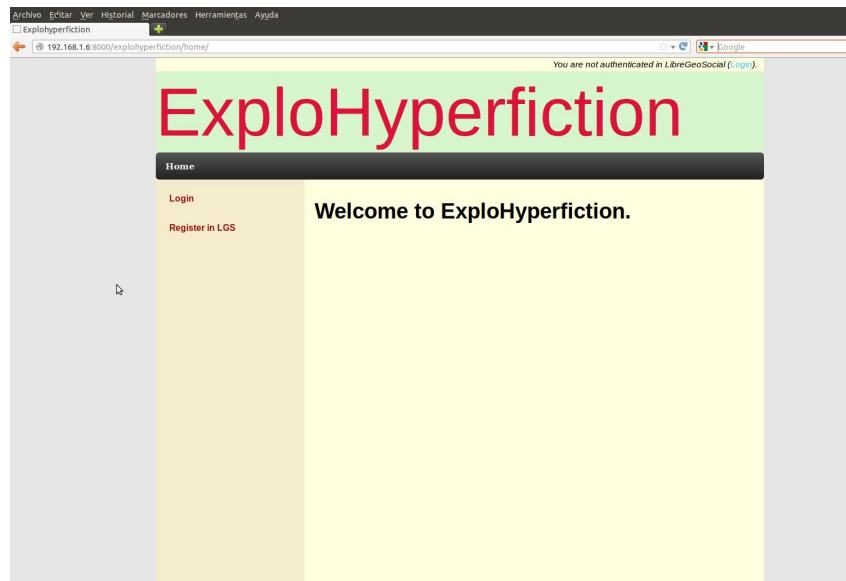 Archivo Editar Ver Historial Marcadores Herramientas Ayuda
Explohyperfiction
192.168.1.6:8000/explohyperfiction/home/
Google
You are not authenticated in LibreGeoSocial (Login).
ExploHyperfiction
Home
Login
Register in LGS
Welcome to ExploHyperfiction.